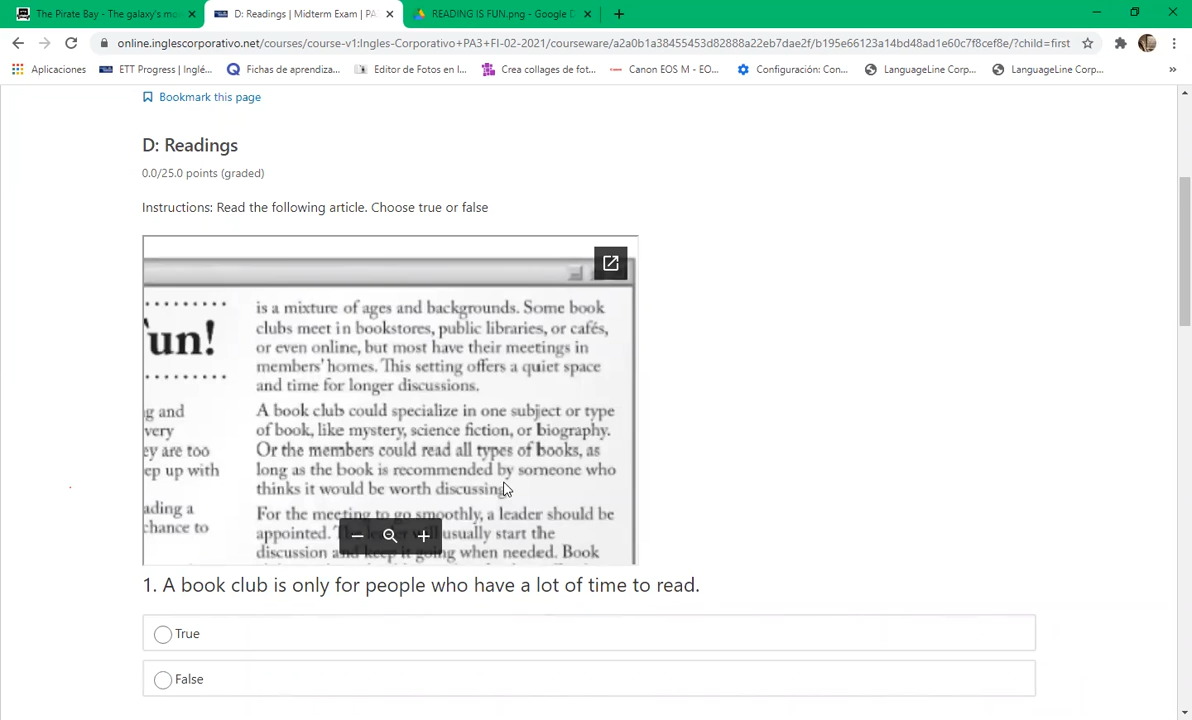 The Pirate Bay - The galaxy's mo
D: Readings | Midterm Exam | PA
READING IS FUN.png - Google D
online.inglescorporativo.net/courses/course-v1:Ingles-Corporativo+PA3+FI-02-2021/courseware/a2a0b1a38455453d82888a22eb7dae2f/b195e66123a14bd48ad1e60c7f8cef8e/?child=first
Aplicaciones
ETT Progress | Inglé...
Fichas de aprendiza...
Editor de Fotos en l...
Crea collages de fot...
Canon EOS M - EO...
Configuración: Con...
LanguageLine Corp...
LanguageLine Corp...
Bookmark this page
D: Readings
0.0/25.0 points (graded)
Instructions: Read the following article. Choose true or false
un!
g and
very
ey are too
ep up with
ading a
chance to
is a mixture of ages and backgrounds. Some book
clubs meet in bookstores, public libraries, or cafés,
or even online, but most have their meetings in
members' homes. This setting offers a quiet space
and time for longer discussions.
A book club could specialize in one subject or type
of book, like mystery, science fiction, or biography.
Or the members could read all types of books, as
long as the book is recommended by someone who
thinks it would be worth discussing
For the meeting to go smoothly, a leader should be
appointed. The leader will usually start the
discussion and keep it going when needed. Book
1. A book club is only for people who have a lot of time to read.
True
False